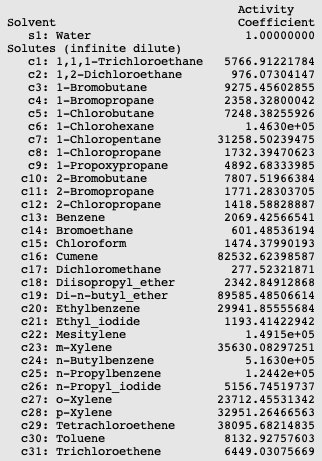 Activity
Solvent Coefficient
s1: Water 1.00000000
Solutes (infinite dilute)
c1: 1,1,1-Trichloroethane 5766.91221784
c2: 1,2-Dichloroethane 976.07304147
c3: 1-Bromobutane 9275.45602855
c4: 1-Bromopropane 2358.32800042
c5: 1-Chlorobutane 7248.38255926
c6: 1-Chlorohexane 1.4630e+05
c7: 1-Chloropentane 31258.50239475
c8: 1-Chloropropane 1732.39470623
c9: 1-Propoxypropane 4892.68333985
c10: 2-Bromobutane 7807.51966384
c11: 2-Bromopropane 1771.28303705
c12: 2-Chloropropane 1418.58828887
c13: Benzene 2069.42566541
c14: Bromoethane 601.48536194
c15: Chloroform 1474.37990193
c16: Cumene 82532.62398587
c17: Dichloromethane 277.52321871
c18: Diisopropyl_ether 2342.84912868
c19: Di-n-butyl_ether 89585.48506614
c20: Ethylbenzene 29941.85555684
c21: Ethyl_iodide 1193.41422942
c22: Mesitylene 1.4915e+05
c23: m-Xylene 35630.08297251
c24: n-Butylbenzene 5.1630e+05
c25: n-Propylbenzene 1.2442e+05
c26: n-Propyl_iodide 5156.74519737
c27: o-Xylene 23712.45531342
c28: p-Xylene 32951.26466563
c29: Tetrachloroethene 38095.68214835
c30: Toluene 8132.92757603
c31: Trichloroethene 6449.03075669